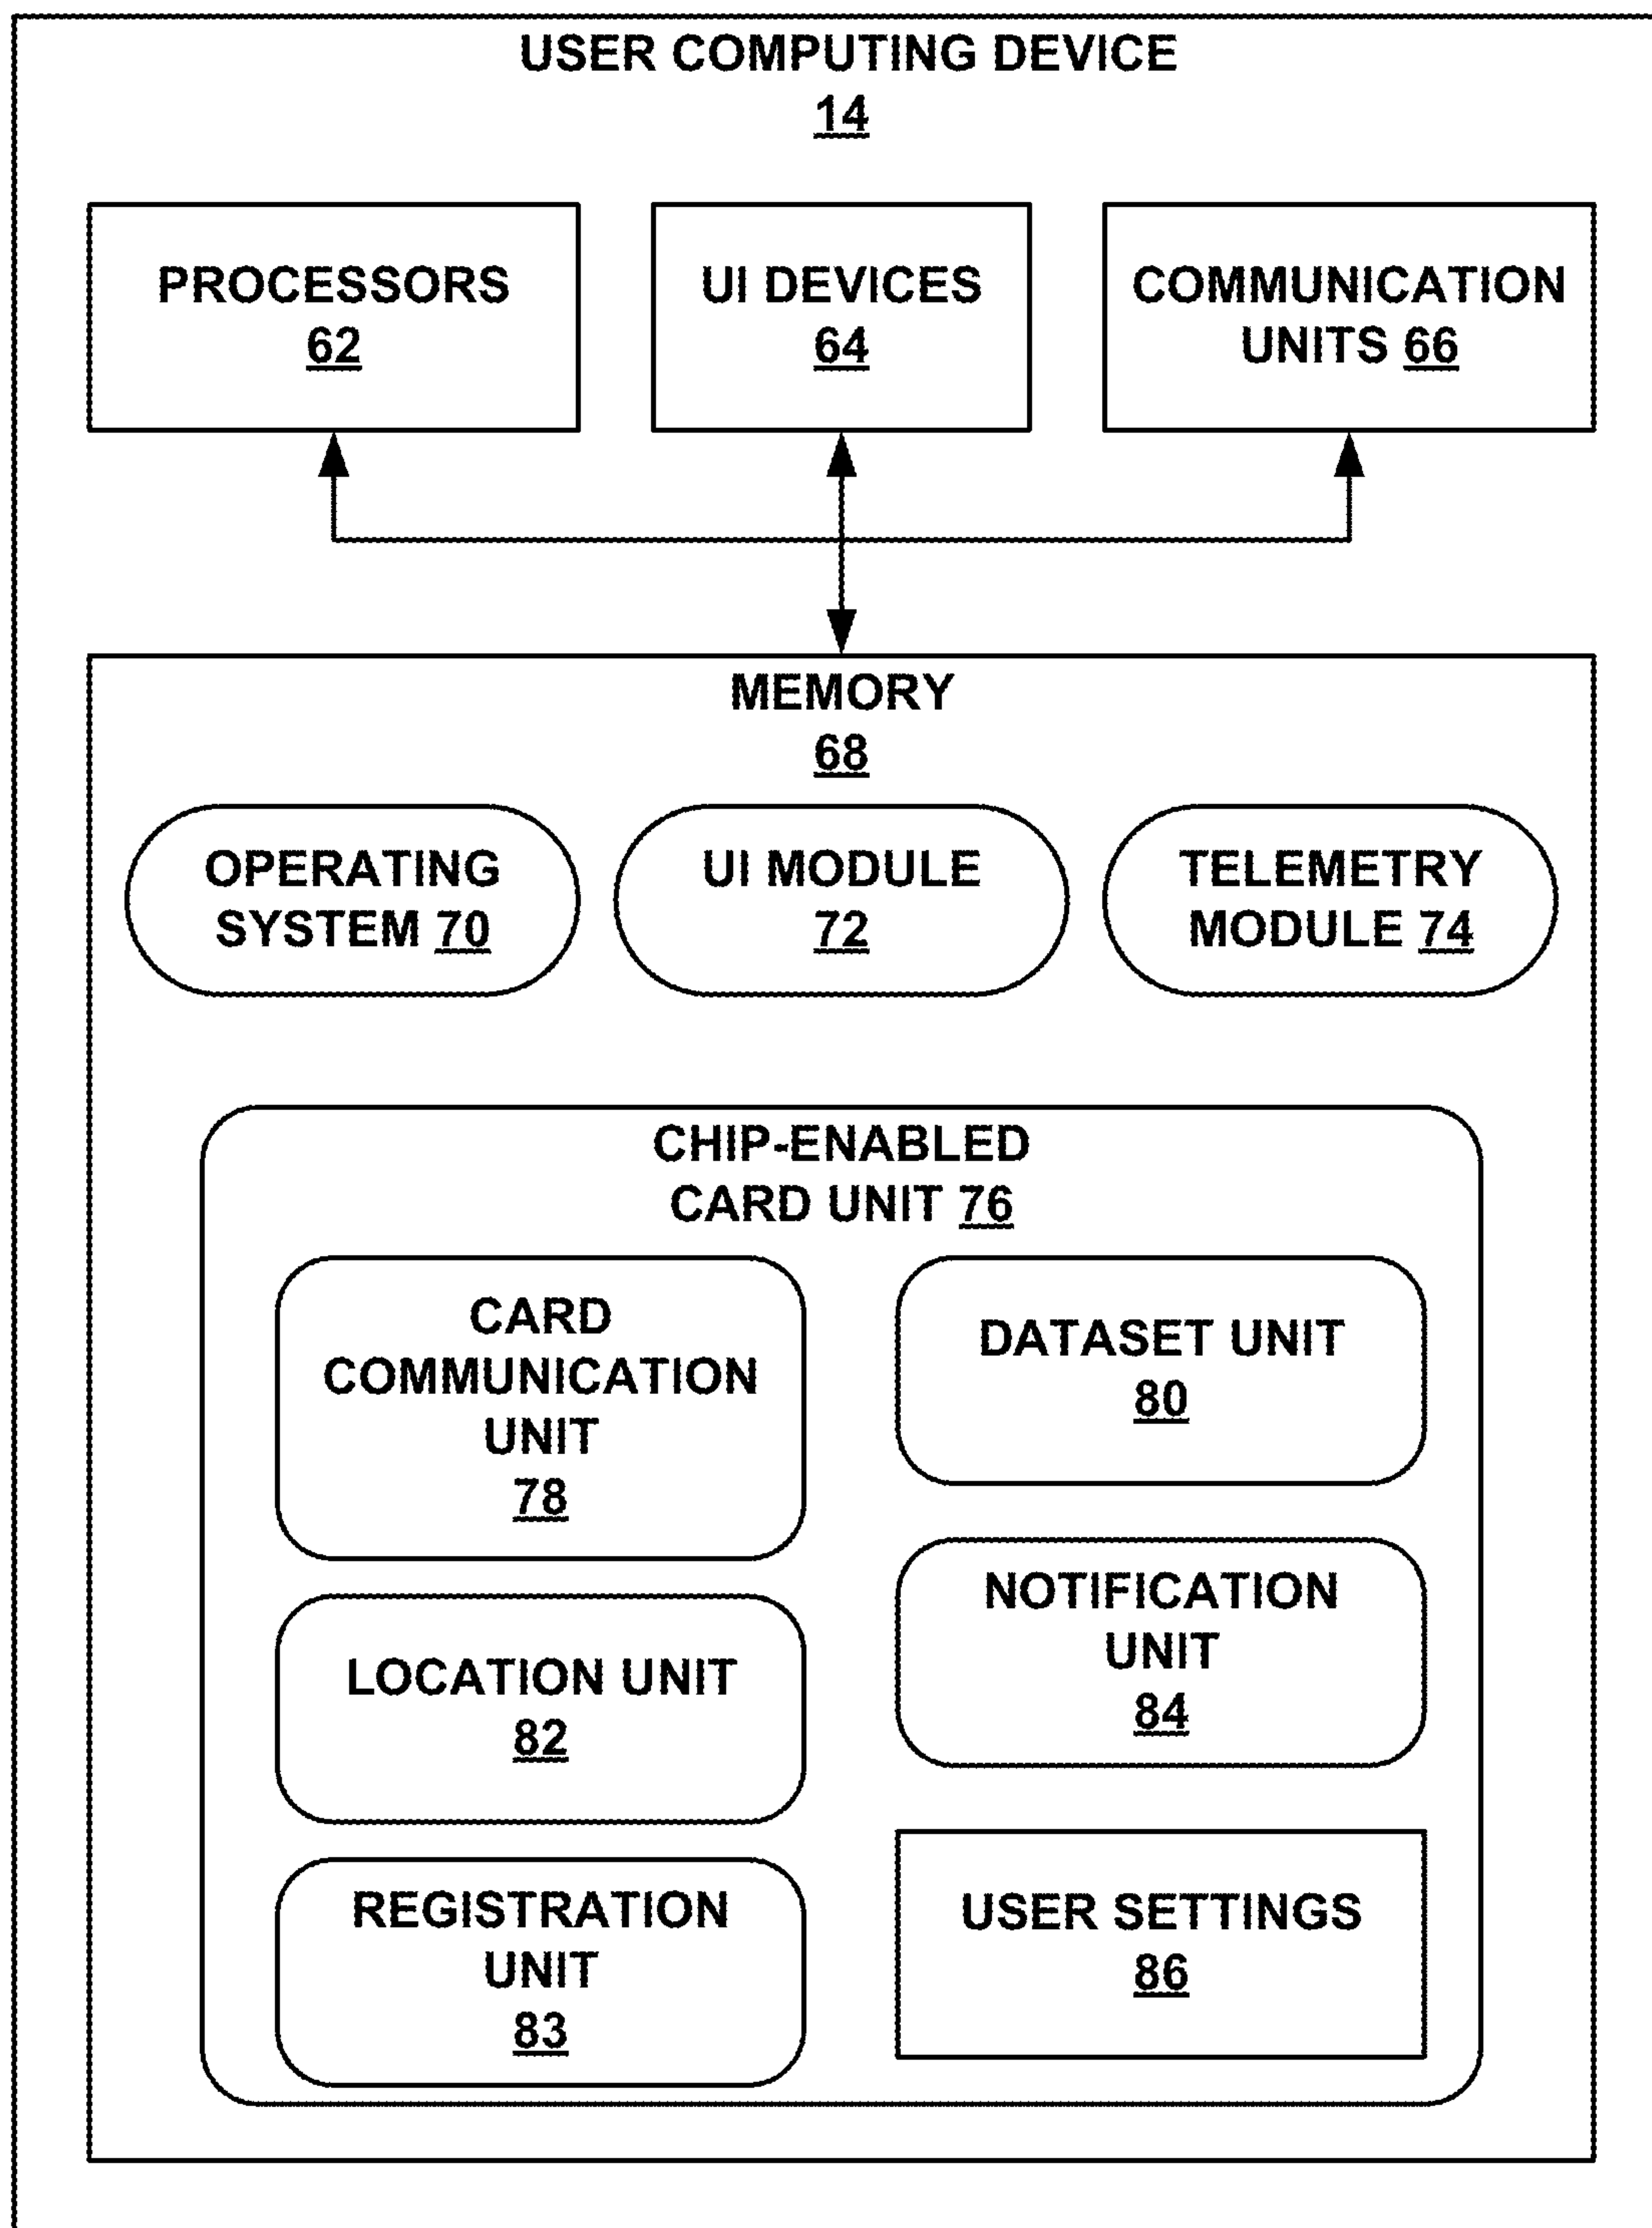 USER COMPUTING DEVICE
14
PROCESSORS
62
UI DEVICES
64
COMMUNICATION
UNITS 66
MEMORY
68
OPERATING
SYSTEM 70
UI MODULE
72
TELEMETRY
MODULE 74
CHIP-ENABLED
CARD UNIT 76
CARD
COMMUNICATION
UNIT
78
DATASET UNIT
80
LOCATION UNIT
82
NOTIFICATION
UNIT
84
REGISTRATION
UNIT
83
USER SETTINGS
86